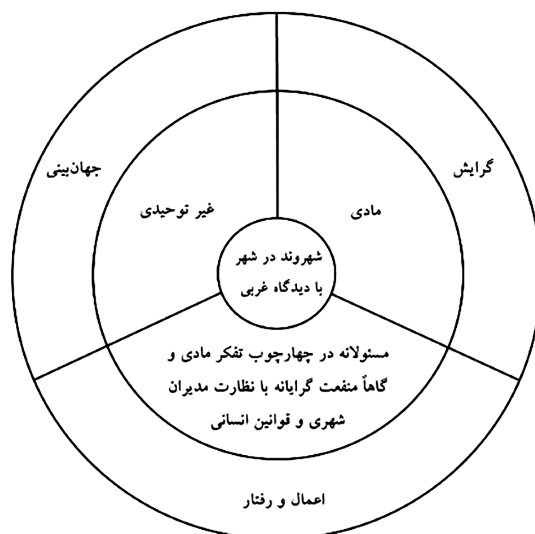 گرایش
جهان‌بینی
مادی
غیر توحیدی
شهروند در شهر
با دیدگاه غربی
مسئولانه در چهارچوب تفکر مادی و
گاهاً منفعت گرایانه با نظارت مدیران
شهری و قوانین انسانی
اعمال و رفتار